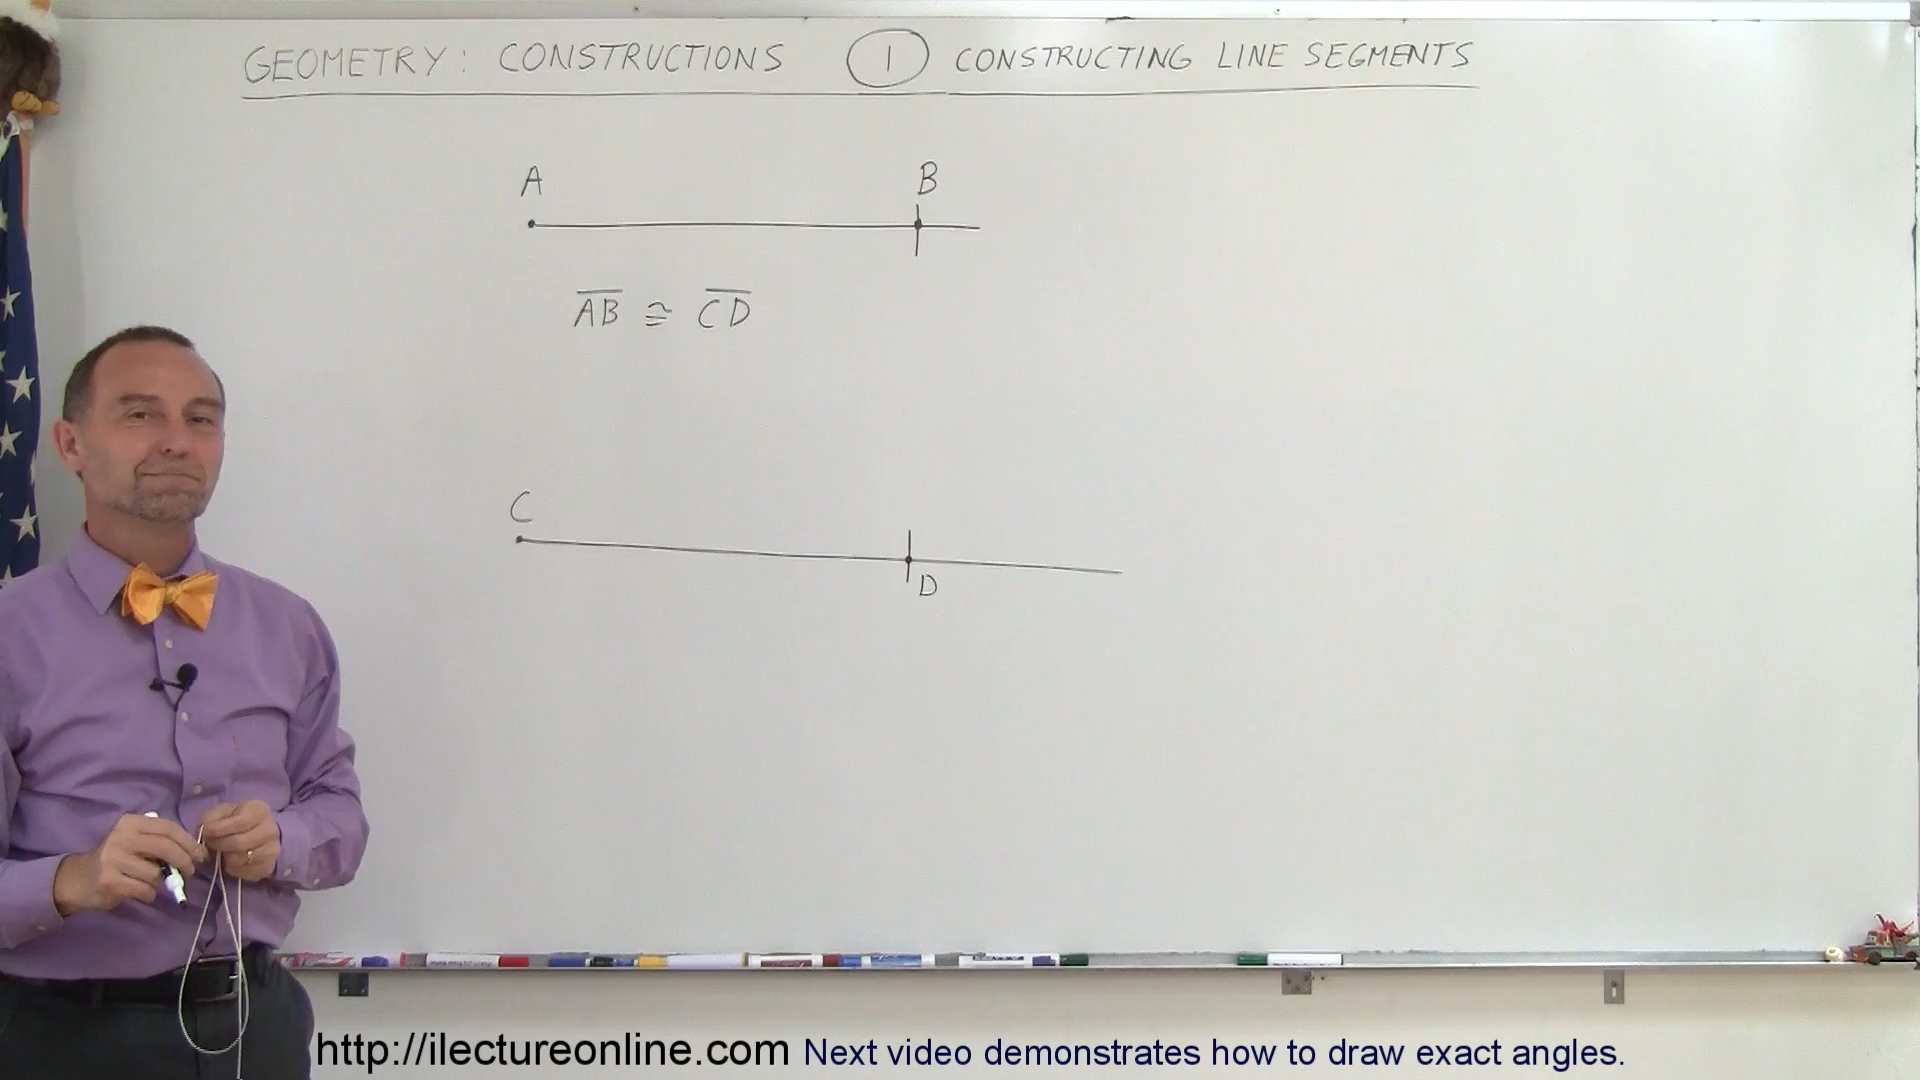 GEOMETRY: CONSTRUCTIONS 1 CONSTRUCTING LINE SEGMENTS
A B
AB ≅ CD
C
D
http://ilectureonline.com Next video demonstrates how to draw exact angles.